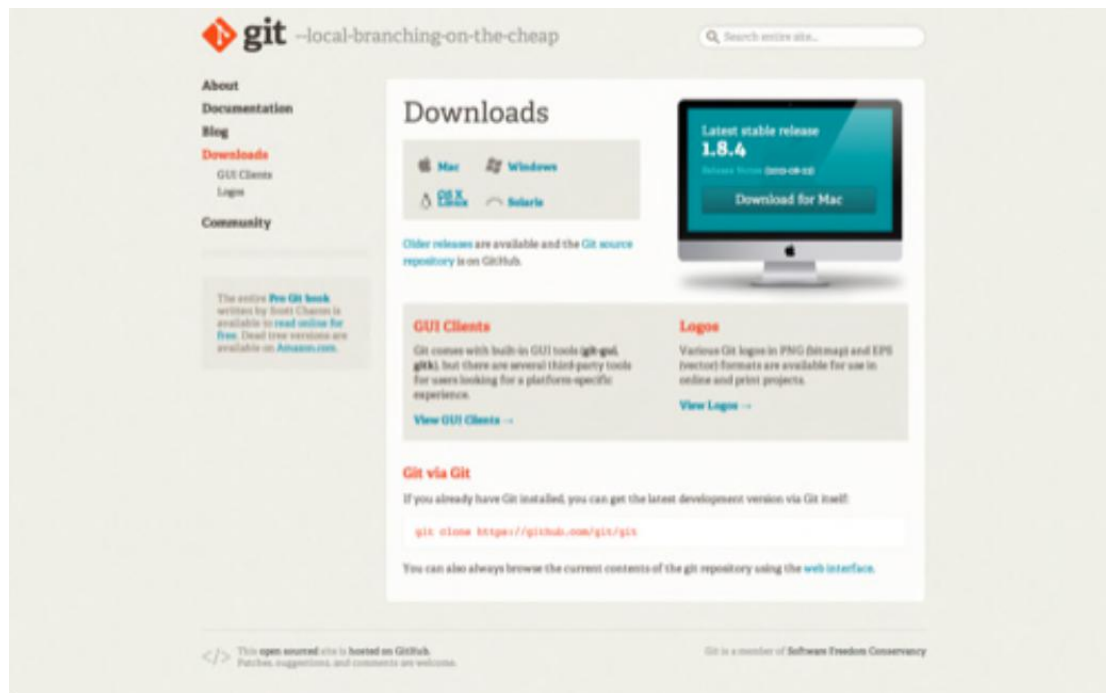 git --local-branching-on-the-cheap
Search entire site...
About
Documentation
Blog
Downloads
GUI Clients
Logos
Community
The entire Pro Git book
written by Scott Chacon is
available to read online for
free. Dead tree versions are
available on Amazon.com.
Downloads
Mac
Windows
OS X
Linux
Solaris
Older releases are available and the Git source
repository is on GitHub.
Latest stable release
1.8.4
Release Notes (2013-08-23)
Download for Mac
GUI Clients
Git comes with built-in GUI tools (git-gui,
gitk), but there are several third-party tools
for users looking for a platform-specific
experience.
View GUI Clients →
Logos
Various Git logos in PNG (bitmap) and EPS
(vector) formats are available for use in
online and print projects.
View Logos →
Git via Git
If you already have Git installed, you can get the latest development version via Git itself:
git clone https://github.com/git/git
You can also always browse the current contents of the git repository using the web interface.
</> This open sourced site is hosted on GitHub.
Patches, suggestions, and comments are welcome.
Git is a member of Software Freedom Conservancy